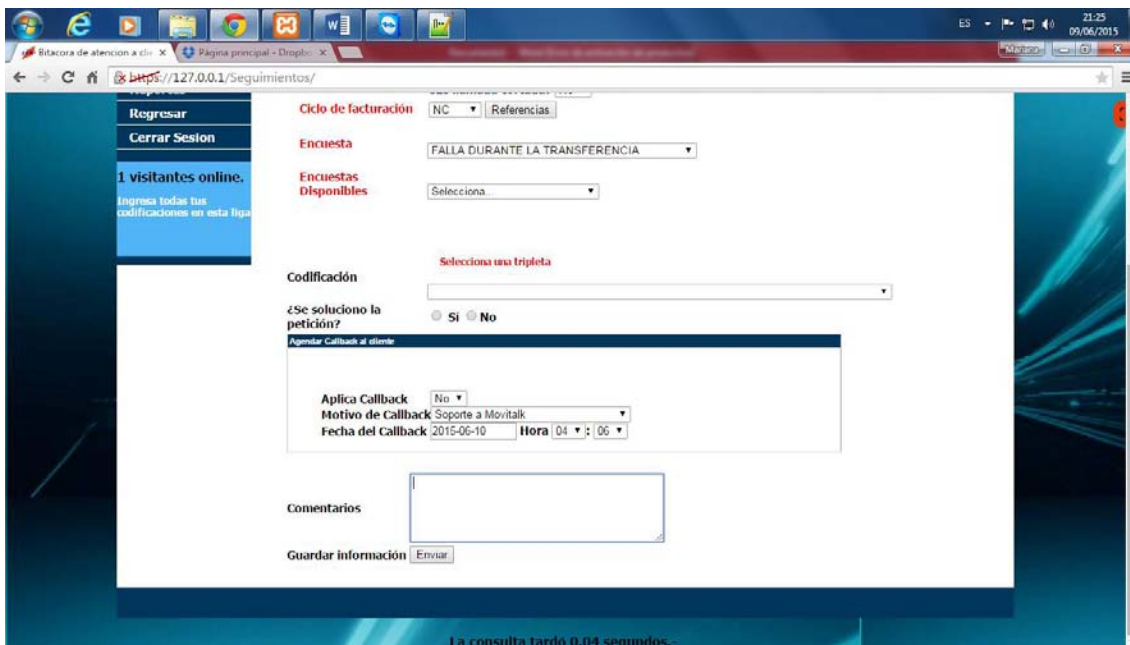 ES
21:25
09/06/2015
Bitacora de atencion a clie
Página principal - Dropbo
Mariano
https://127.0.0.1/Seguimientos/
Reportes
Regresar
Cerrar Sesion
1 visitantes online.
Ingresa todas tus
codificaciones en esta liga
Ciclo de facturación NC Referencias
Encuesta FALLA DURANTE LA TRANSFERENCIA
Encuestas
Disponibles Selecciona...
Selecciona una tripleta
Codificación
¿Se soluciono la
petición? Si No
Agendar Callback al cliente
Aplica Callback No
Motivo de Callback Soporte a Movitalk
Fecha del Callback 2015-06-10 Hora 04 : 06
Comentarios
Guardar información Enviar
La consulta tardó 0.04 segundos.-